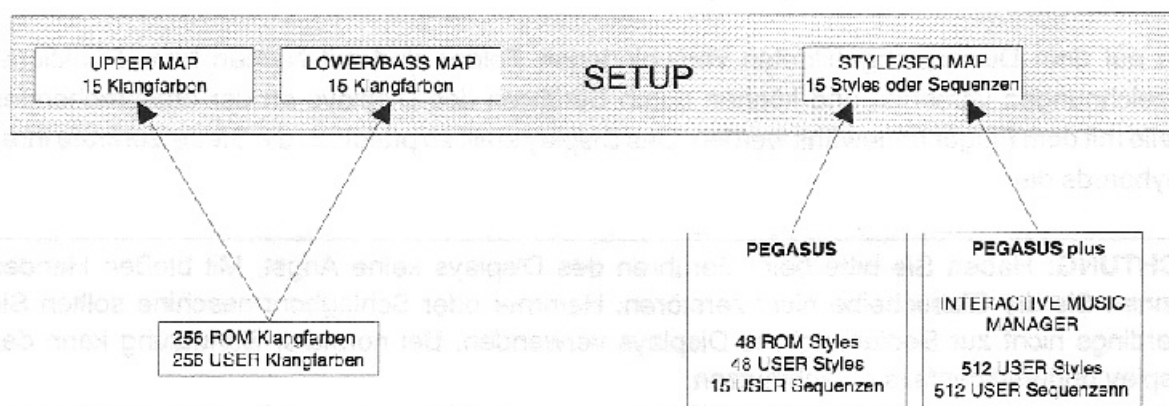 UPPER MAP
15 Klangfarben
LOWER/BASS MAP
15 Klangfarben
SETUP
STYLE/SEQ MAP
15 Styles oder Sequenzen
256 ROM Klangfarben
256 USER Klangfarben
PEGASUS
48 ROM Styles
48 USER Styles
15 USER Sequenzen
PEGASUS plus
INTERACTIVE MUSIC
MANAGER
512 USER Styles
512 USER Sequenzenn